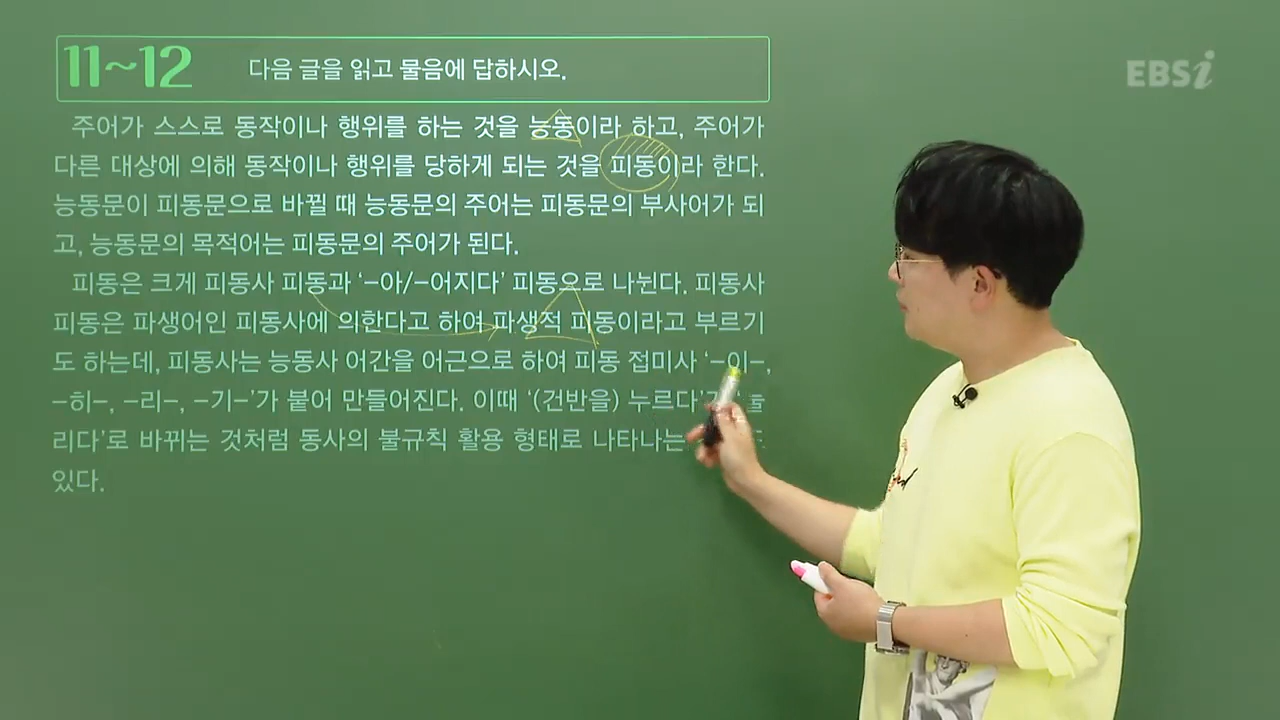 11~12 다음 글을 읽고 물음에 답하시오.
EBSi
주어가 스스로 동작이나 행위를 하는 것을 능동이라 하고, 주어가
다른 대상에 의해 동작이나 행위를 당하게 되는 것을 피동이라 한다.
능동문이 피동문으로 바뀔 때 능동문의 주어는 피동문의 부사어가 되
고, 능동문의 목적어는 피동문의 주어가 된다.
피동은 크게 피동사 피동과 ‘-아/-어지다’ 피동으로 나뉜다. 피동사
피동은 파생어인 피동사에 의한다고 하여 파생적 피동이라고 부르기
도 하는데, 피동사는 능동사 어간을 어근으로 하여 피동 접미사 ‘-이-,
-히-, -리-, -기-’가 붙어 만들어진다. 이때 ‘(건반을) 누르다’
리다’로 바뀌는 것처럼 동사의 불규칙 활용 형태로 나타나는
있다.